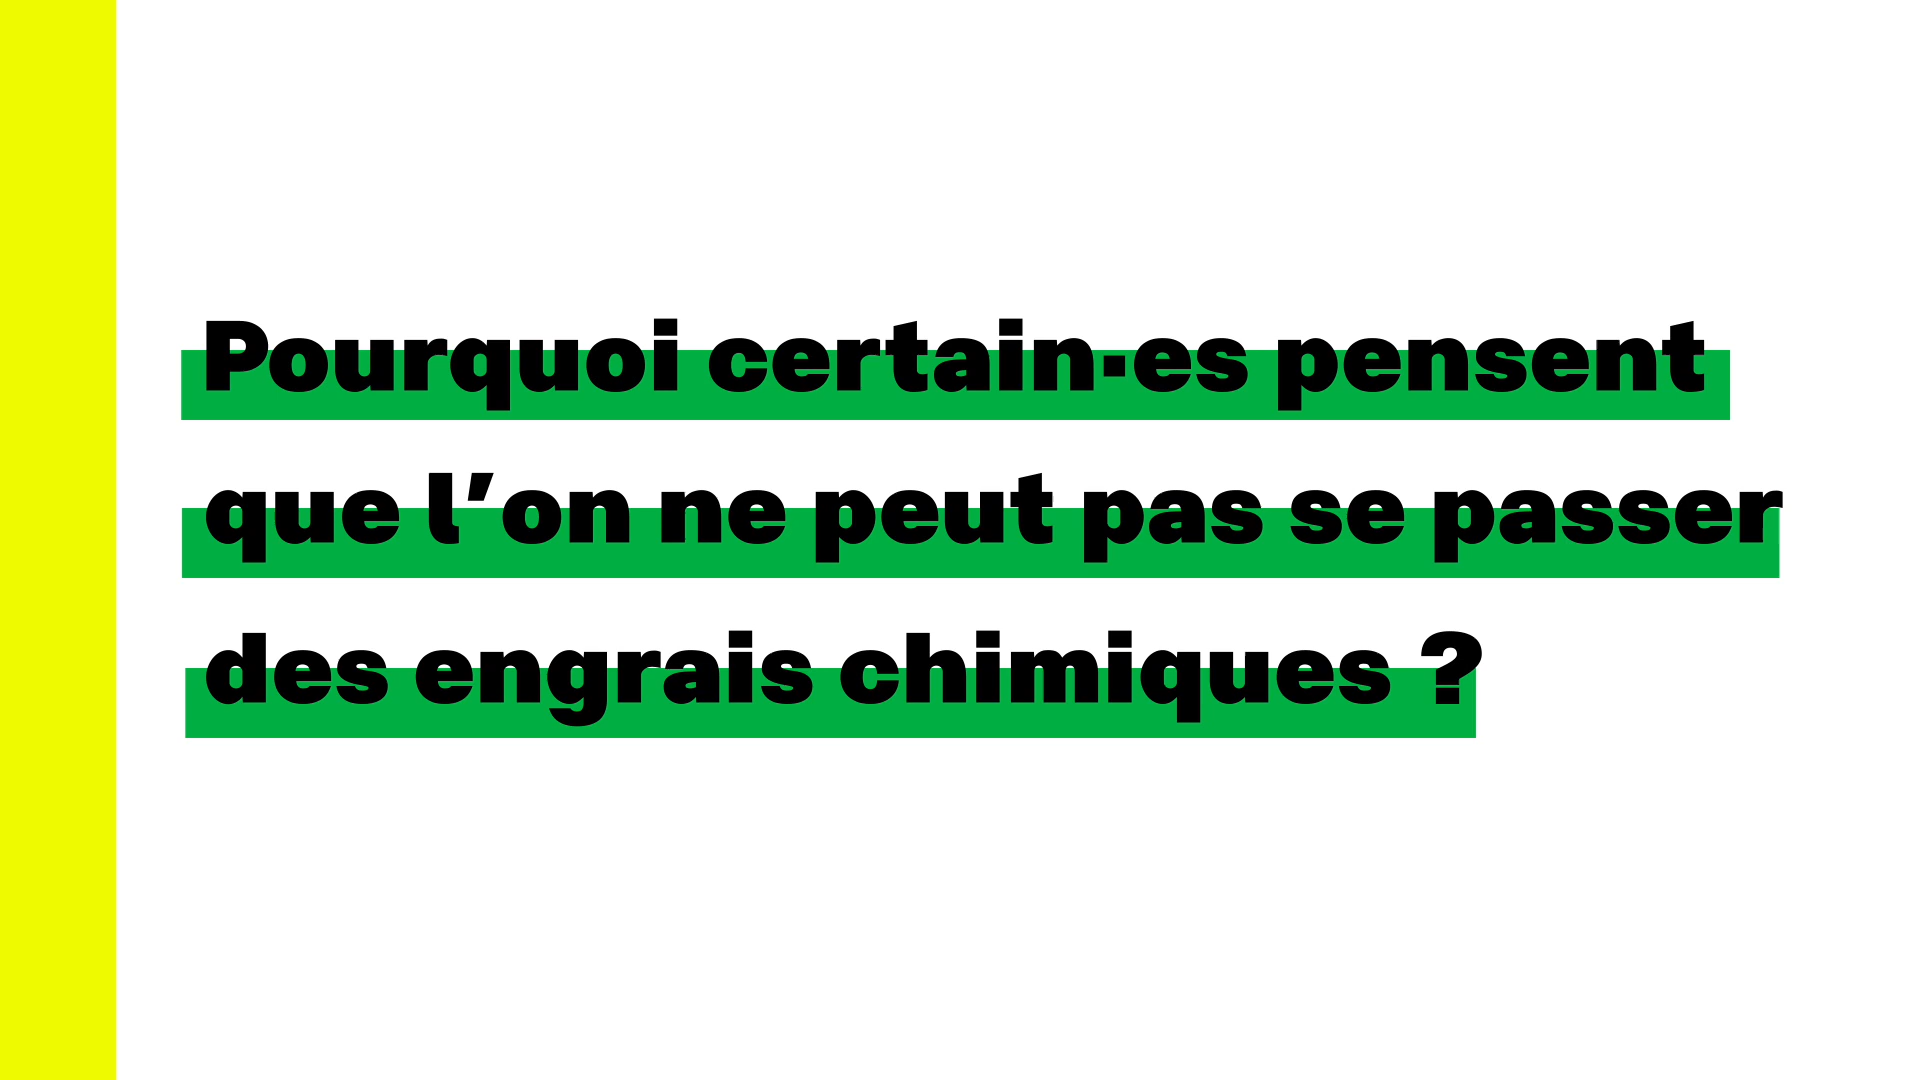 Pourquoi certain·es pensent
que l’on ne peut pas se passer
des engrais chimiques ?